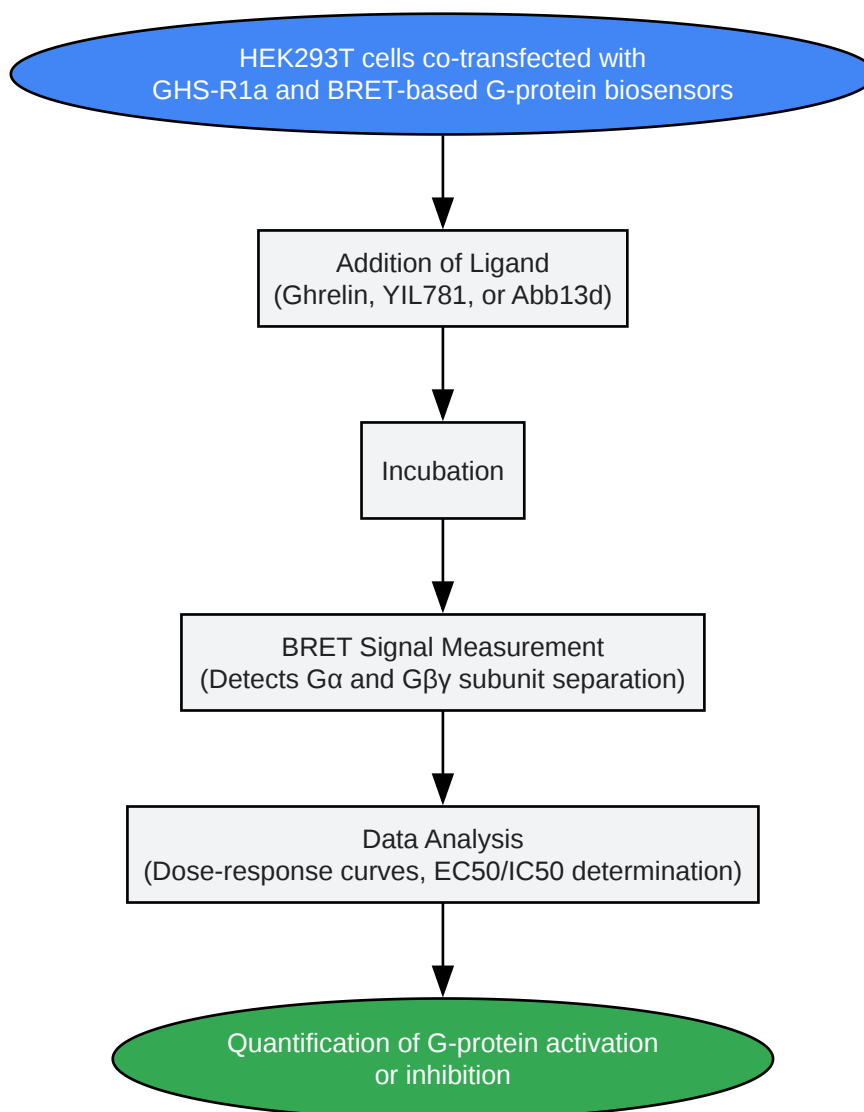 HEK293T cells co-transfected with
GHS-R1a and BRET-based G-protein biosensors
Addition of Ligand
(Ghrelin, YIL781, or Abb13d)
Incubation
BRET Signal Measurement
(Detects Gα and Gβγ subunit separation)
Data Analysis
(Dose-response curves, EC50/IC50 determination)
Quantification of G-protein activation
or inhibition